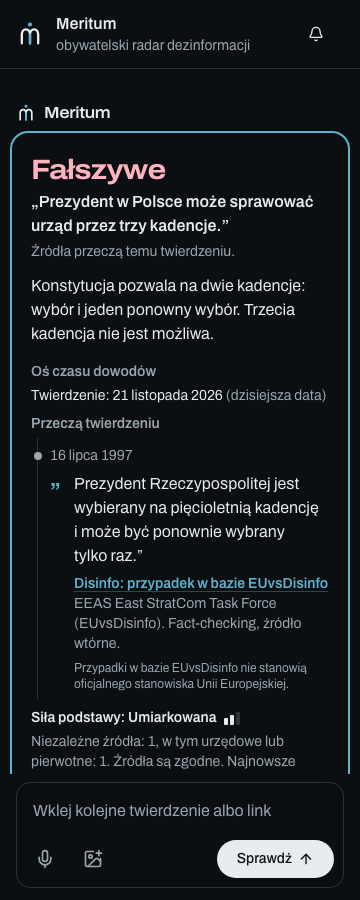 Meritum
obywatelski radar dezinformacji
Meritum
Fałszywe
„Prezydent w Polsce może sprawować
urząd przez trzy kadencje.”
Źródła przeczą temu twierdzeniu.
Konstytucja pozwala na dwie kadencje:
wybór i jeden ponowny wybór. Trzecia
kadencja nie jest możliwa.
Oś czasu dowodów
Twierdzenie: 21 listopada 2026 (dzisiejsza data)
Przeczą twierdzeniu
16 lipca 1997
„ Prezydent Rzeczypospolitej jest
wybierany na pięcioletnią kadencję
i może być ponownie wybrany
tylko raz.”
Disinfo: przypadek w bazie EUvsDisinfo
EEAS East StratCom Task Force
(EUvsDisinfo). Fact-checking, źródło
wtórne.
Przypadki w bazie EUvsDisinfo nie stanowią
oficjalnego stanowiska Unii Europejskiej.
Siła podstawy: Umiarkowana
Niezależne źródła: 1, w tym urzędowe lub
pierwotne: 1. Źródła są zgodne. Najnowsze
Wklej kolejne twierdzenie albo link
Sprawdź